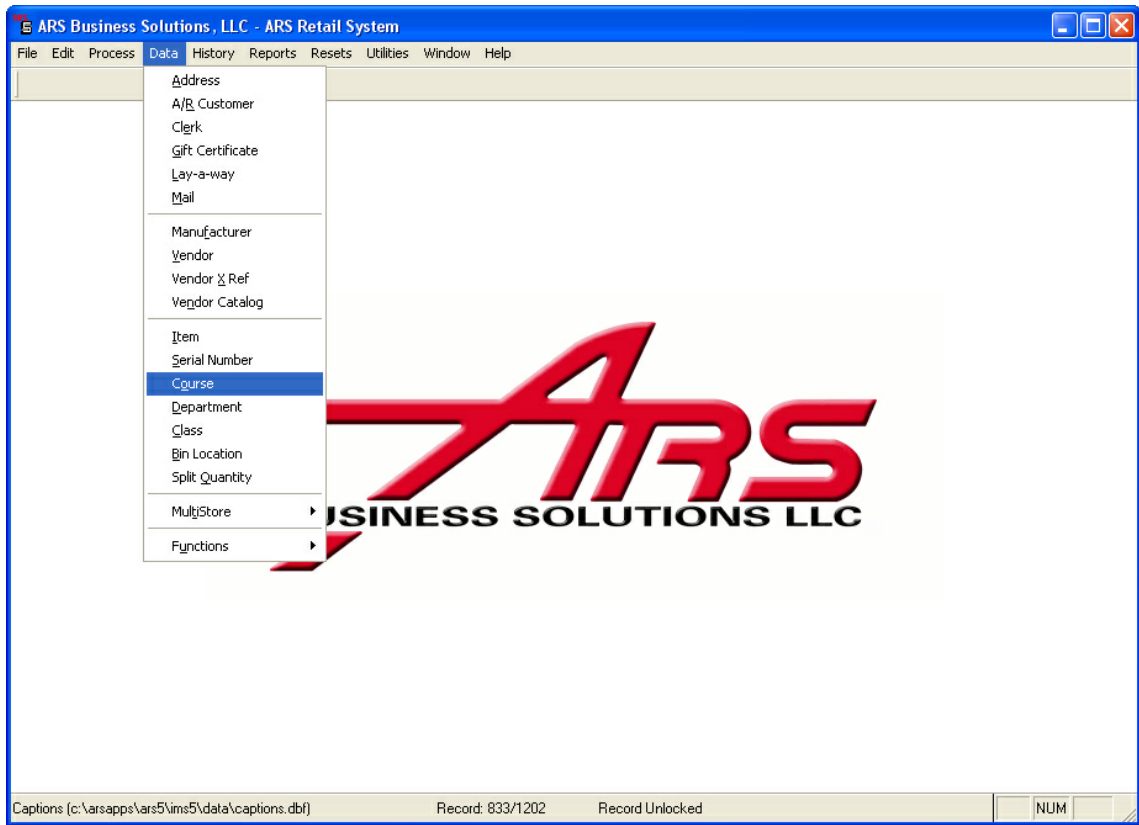 ARS Business Solutions, LLC - ARS Retail System
File Edit Process Data History Reports Resets Utilities Window Help
Address
A/R Customer
Clerk
Gift Certificate
Lay-a-way
Mail
Manufacturer
Vendor
Vendor X Ref
Vendor Catalog
Item
Serial Number
Course
Department
Class
Bin Location
Split Quantity
MultiStore
Functions
ARS
USINESS SOLUTIONS LLC
Captions (c:\arsapps\ars5\ims5\data\captions.dbf) Record: 833/1202 Record Unlocked NUM